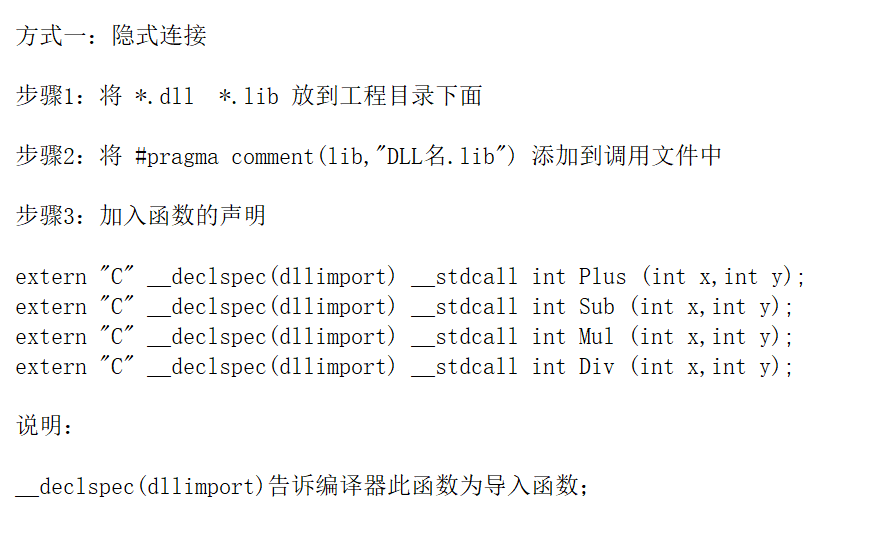 方式一：隐式连接
步骤1：将 *.dll  *.lib 放到工程目录下面
步骤2：将 #pragma comment(lib,"DLL名.lib") 添加到调用文件中
步骤3：加入函数的声明
extern "C" __declspec(dllimport) __stdcall int Plus (int x,int y);
extern "C" __declspec(dllimport) __stdcall int Sub (int x,int y);
extern "C" __declspec(dllimport) __stdcall int Mul (int x,int y);
extern "C" __declspec(dllimport) __stdcall int Div (int x,int y);
说明：
__declspec(dllimport)告诉编译器此函数为导入函数；